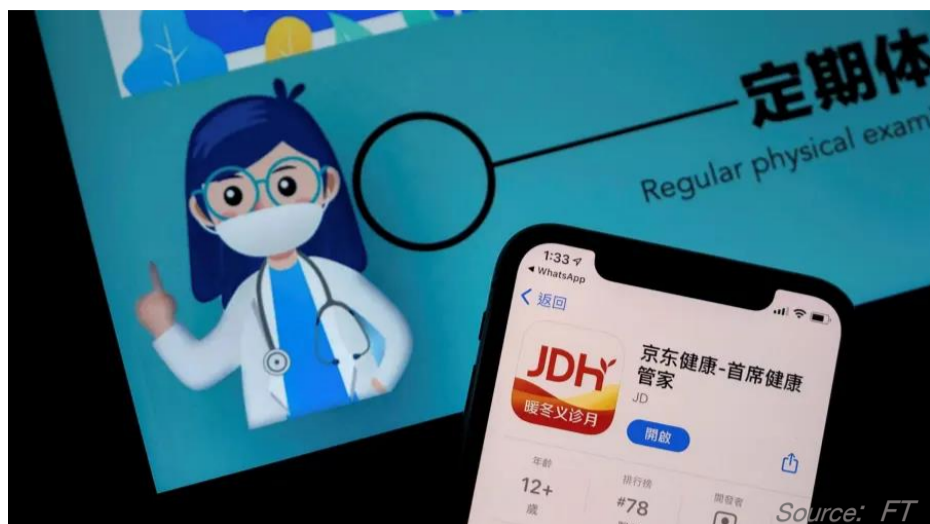 定期体
Regular physical exam
1:33
WhatsApp
返回
JDH
暖冬义诊月
京东健康-首席健康
管家
JD
開啟
年齡
12+
歲
排行榜
#78
開發者
Source: FT